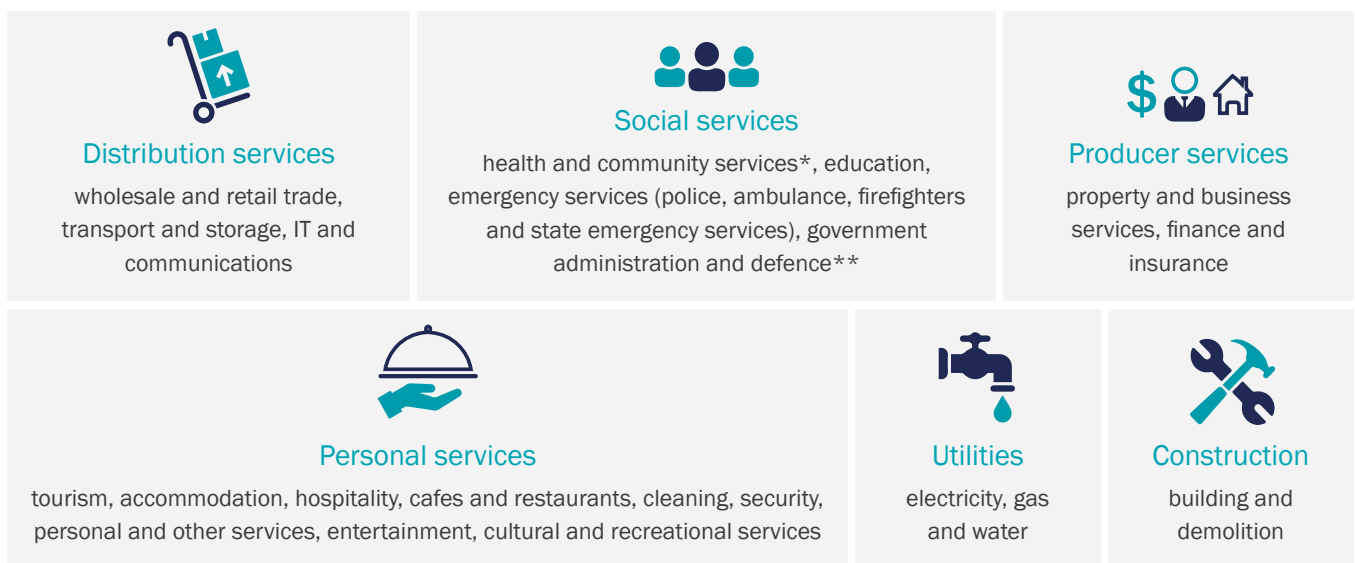 Distribution services
wholesale and retail trade,
transport and storage, IT and
communications
Social services
health and community services*, education,
emergency services (police, ambulance, firefighters
and state emergency services), government
administration and defence**
$
Producer services
property and business
services, finance and
insurance
Personal services
tourism, accommodation, hospitality, cafes and restaurants, cleaning, security,
personal and other services, entertainment, cultural and recreational services
Utilities
electricity, gas
and water
Construction
building and
demolition